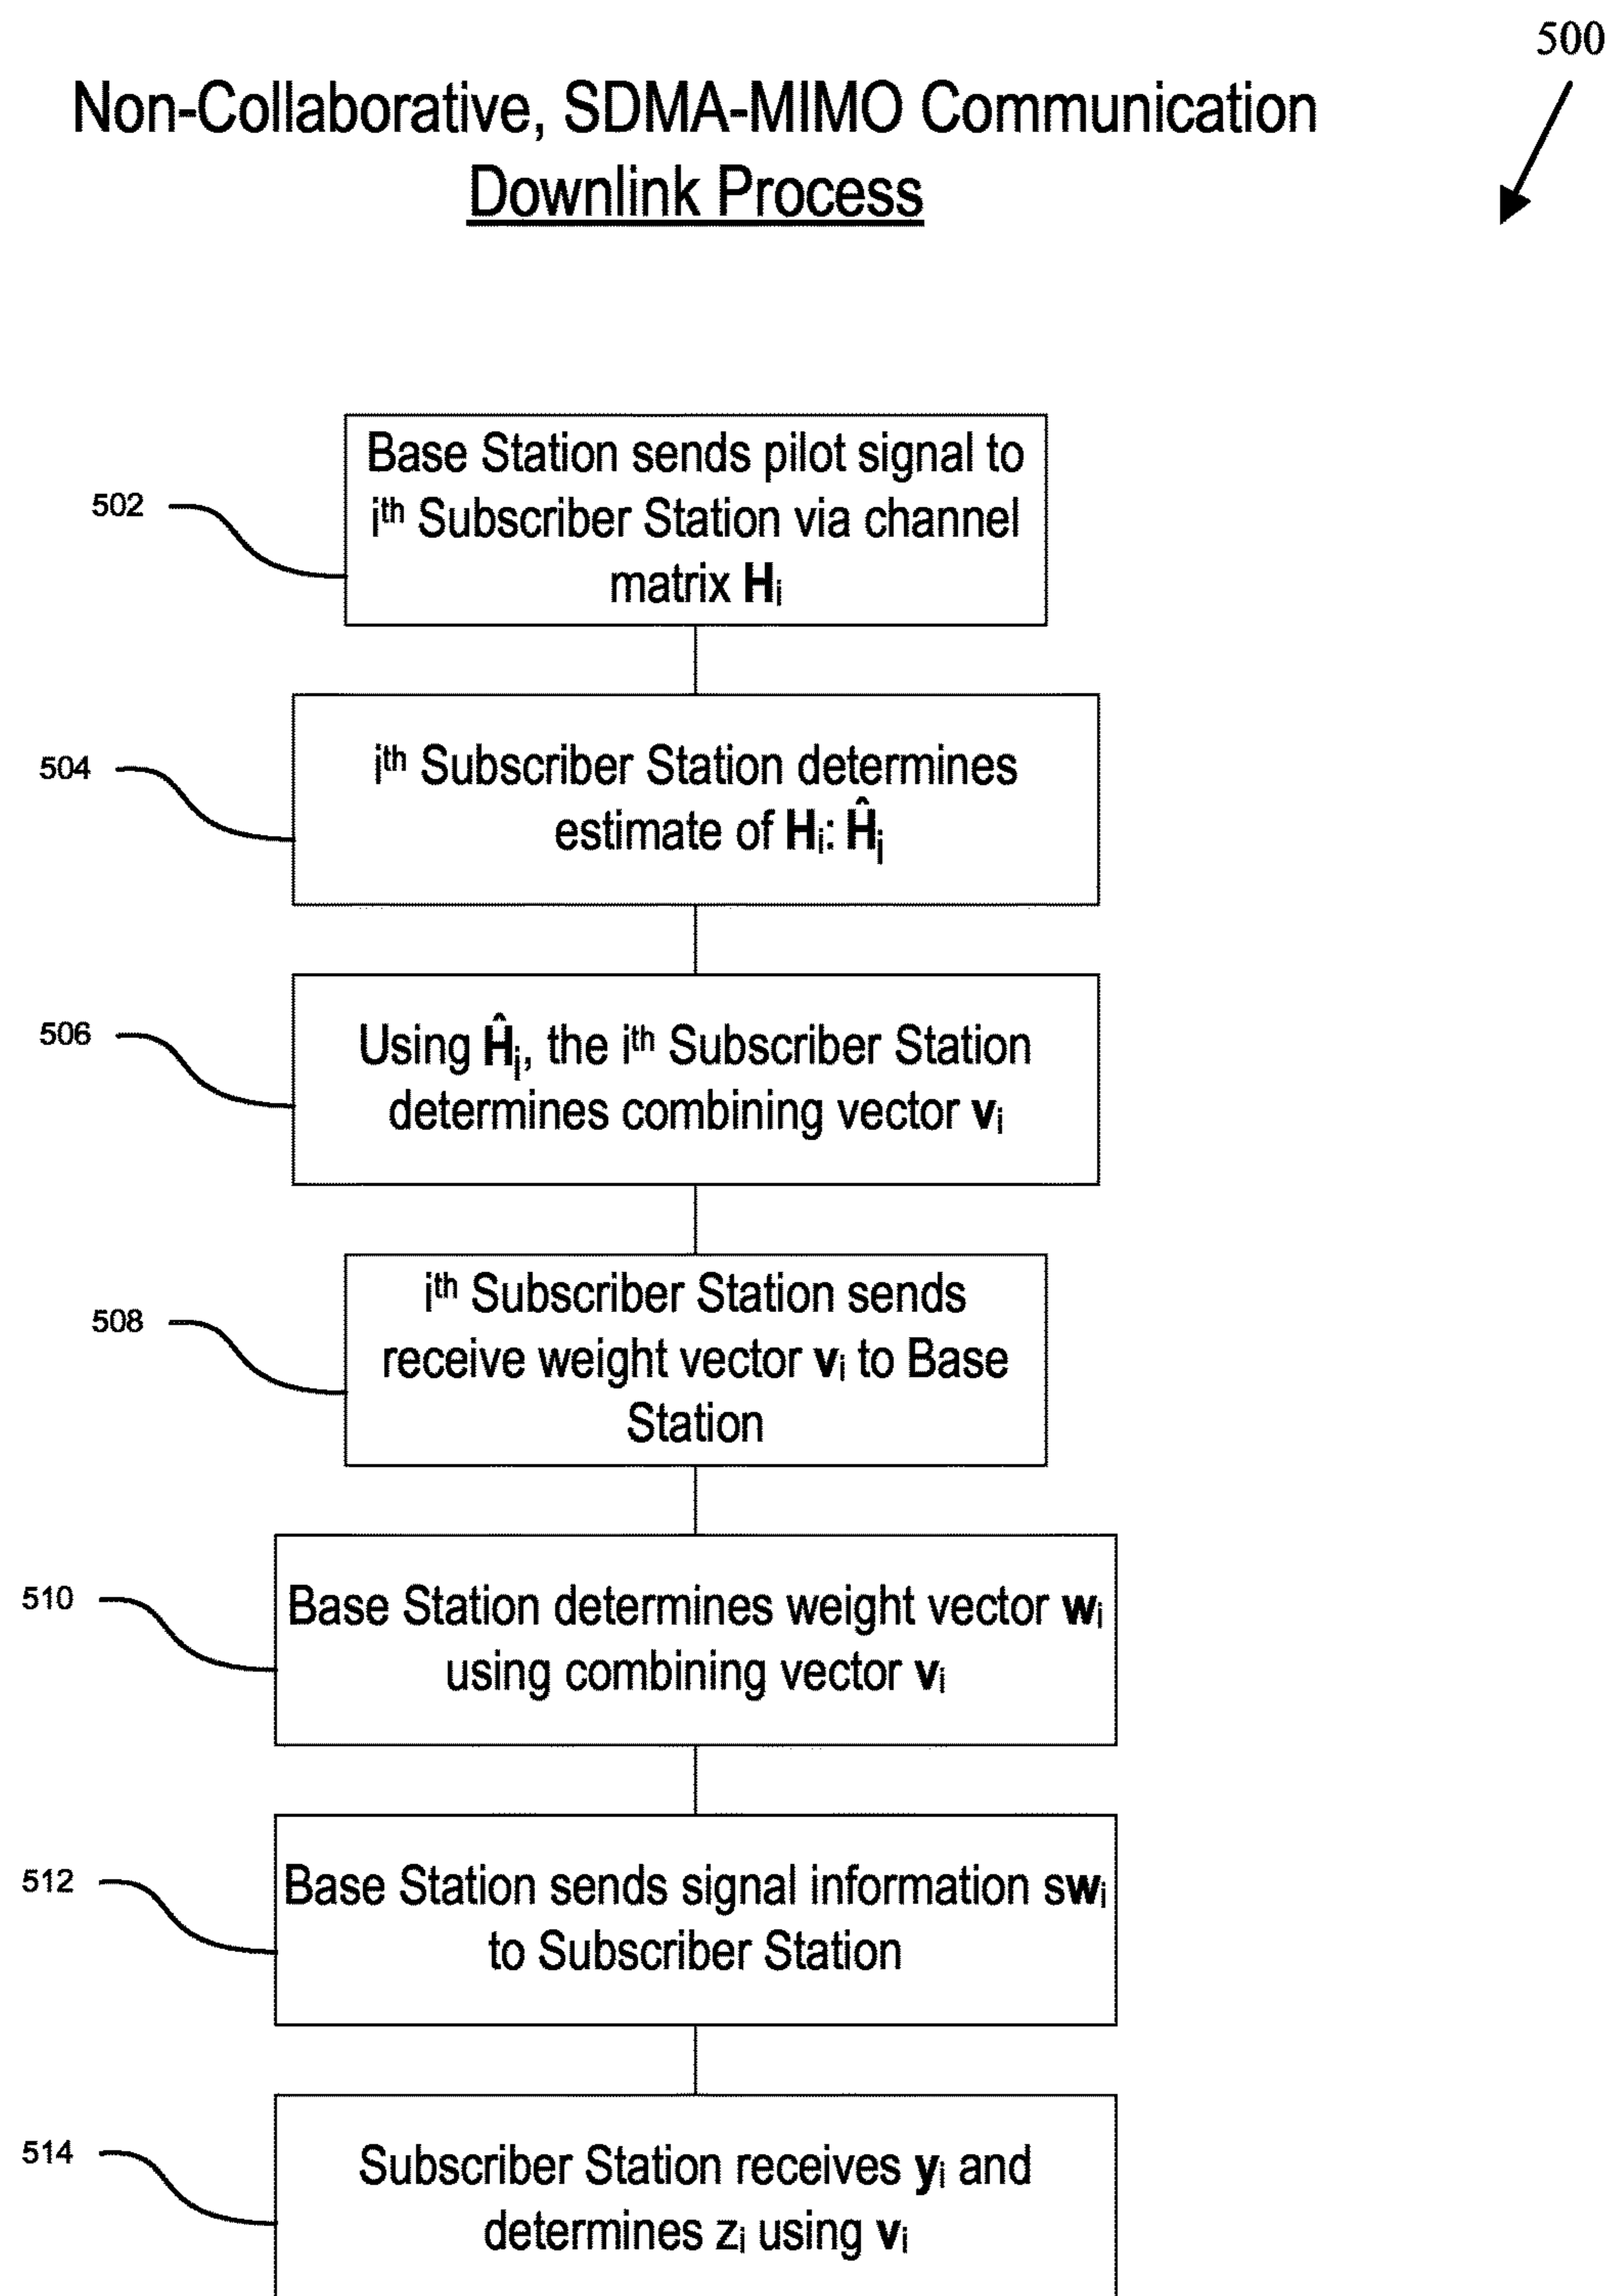 500
Non-Collaborative, SDMA-MIMO Communication
Downlink Process
502
Base Station sends pilot signal to
iᵗʰ Subscriber Station via channel
matrix Hᵢ
504
iᵗʰ Subscriber Station determines
estimate of Hᵢ: Ĥᵢ
506
Using Ĥᵢ, the iᵗʰ Subscriber Station
determines combining vector vᵢ
508
iᵗʰ Subscriber Station sends
receive weight vector vᵢ to Base
Station
510
Base Station determines weight vector wᵢ
using combining vector vᵢ
512
Base Station sends signal information swᵢ
to Subscriber Station
514
Subscriber Station receives yᵢ and
determines zᵢ using vᵢ